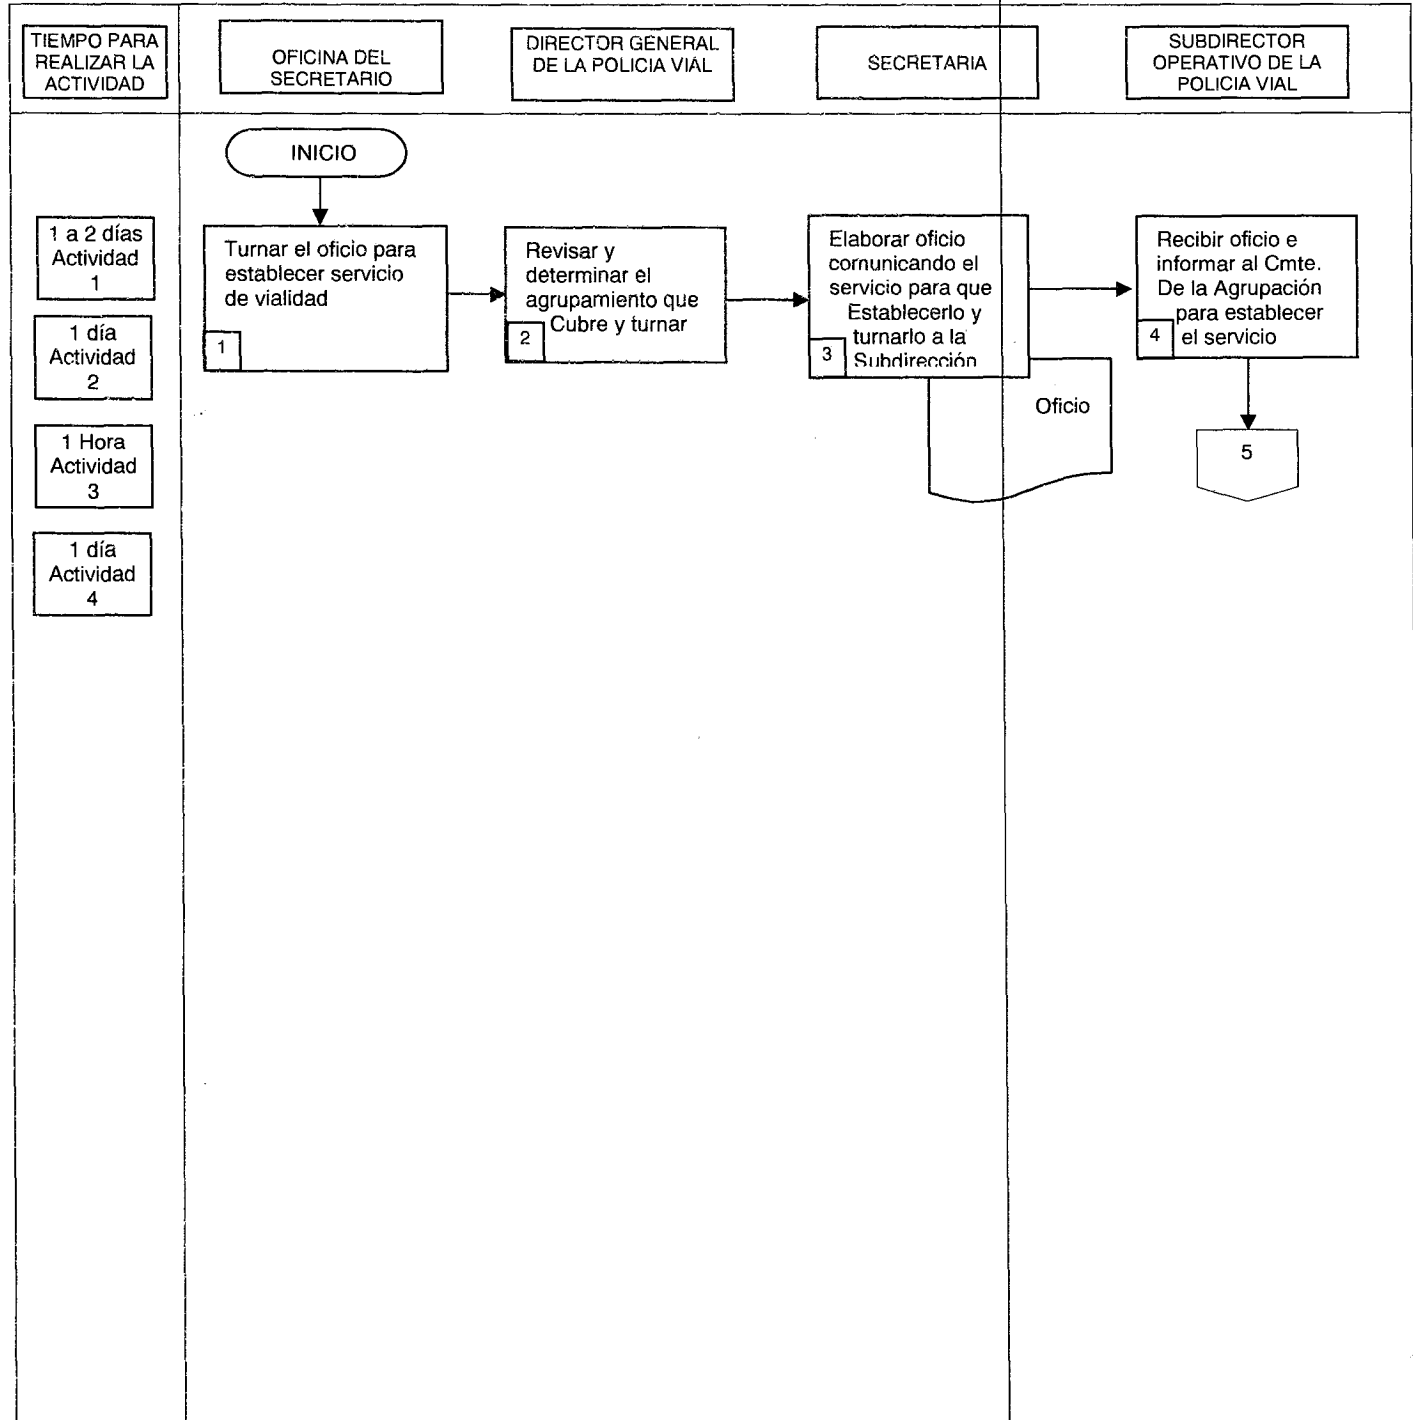 TIEMPO PARA
REALIZAR LA
ACTIVIDAD
OFICINA DEL
SECRETARIO
DIRECTOR GENERAL
DE LA POLICIA VIAL
SECRETARIA
SUBDIRECTOR
OPERATIVO DE LA
POLICIA VIAL
INICIO
1 a 2 días
Actividad
1
Turnar el oficio para
establecer servicio
de vialidad
1
Revisar y
determinar el
agrupamiento que
Cubre y turnar
2
Elaborar oficio
comunicando el
servicio para que
Establecerlo y
turnarlo a la
Subdirección
3
Recibir oficio e
informar al Cmte.
De la Agrupación
para establecer
el servicio
4
1 día
Actividad
2
Oficio
5
1 Hora
Actividad
3
1 día
Actividad
4